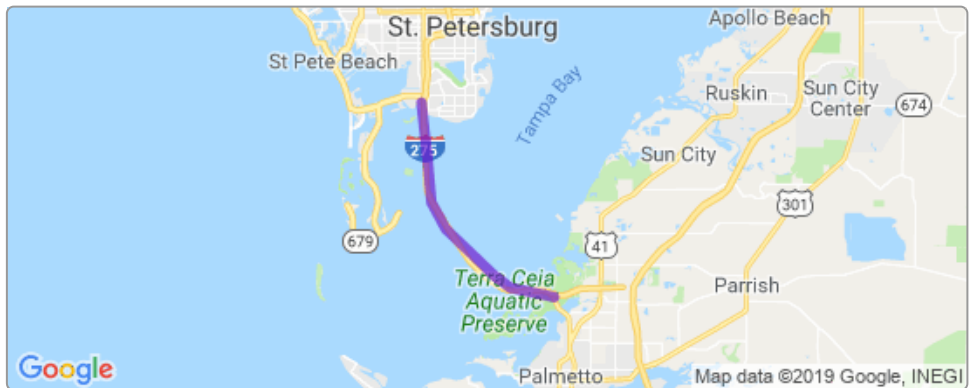 St. Petersburg
Apollo Beach
St Pete Beach
Tampa Bay
Ruskin
Sun City
Center
674
275
Sun City
301
679
41
Terra Ceia
Aquatic
Preserve
Parrish
Palmetto
Google
Map data ©2019 Google, INEGI